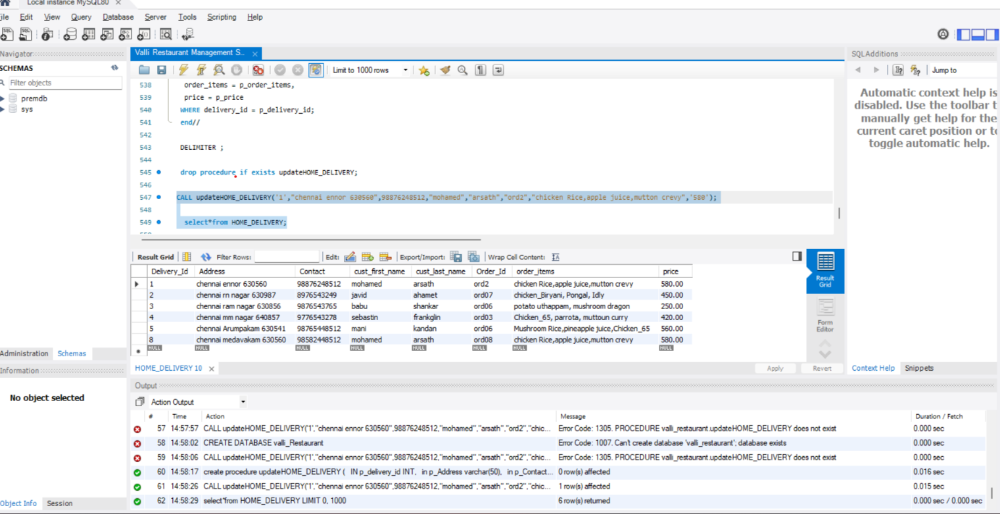 Local instance MySQL80 ×
ile Edit View Query Database Server Tools Scripting Help
Navigator
SCHEMAS
Filter objects
premdb
sys
Administration Schemas
Information
No object selected
Object Info Session
Valli Restaurant Management S... ×
Limit to 1000 rows
538 order_items = p_order_items,
539 price = p_price
540 WHERE delivery_id = p_delivery_id;
541 end//
542
543 DELIMITER ;
544
545 drop procedure if exists updateHOME_DELIVERY;
546
547 CALL updateHOME_DELIVERY('1',"chennai ennor 630560",98876248512,"mohamed","arsath","ord2","chicken Rice,apple juice,mutton crevy",'580');
548
549 select*from HOME_DELIVERY;
Result Grid Filter Rows: Edit: Export/Import: Wrap Cell Content:
Delivery_Id Address Contact cust_first_name cust_last_name Order_Id order_items price
1 chennai ennor 630560 98876248512 mohamed arsath ord2 chicken Rice,apple juice,mutton crevy 580.00
2 chennai rn nagar 630987 8976543249 javid ahamet ord07 chicken_Biryani, Pongal, Idly 450.00
3 chennai ram nagar 630856 9876543765 babu shankar ord06 potato uthappam, mushroom dragon 250.00
4 chennai mm nagar 640857 9776543278 sebastin frankglin ord03 Chicken_65, parrota, muttoun curry 420.00
5 chennai Arumpakam 630541 98765448512 mani kandan ord06 Mushroom Rice,pineapple juice,Chicken_65 560.00
8 chennai medavakam 630560 98582448512 mohamed arsath ord08 chicken Rice,apple juice,mutton crevy 580.00
NULL NULL NULL NULL NULL NULL NULL NULL
Result Grid
Form Editor
HOME_DELIVERY 10 × Apply Revert
Output
Action Output
# Time Action Message Duration / Fetch
57 14:57:57 CALL updateHOME_DELIVERY('1',"chennai ennor 630560",98876248512,"mohamed","arsath","ord2","chic... Error Code: 1305. PROCEDURE valli_restaurant.updateHOME_DELIVERY does not exist 0.000 sec
58 14:58:02 CREATE DATABASE valli_Restaurant Error Code: 1007. Can't create database 'valli_restaurant'; database exists 0.000 sec
59 14:58:06 CALL updateHOME_DELIVERY('1',"chennai ennor 630560",98876248512,"mohamed","arsath","ord2","chic... Error Code: 1305. PROCEDURE valli_restaurant.updateHOME_DELIVERY does not exist 0.000 sec
60 14:58:17 create procedure updateHOME_DELIVERY ( IN p_delivery_id INT, in p_Address varchar(50), in p_Contact... 0 row(s) affected 0.016 sec
61 14:58:26 CALL updateHOME_DELIVERY('1',"chennai ennor 630560",98876248512,"mohamed","arsath","ord2","chic... 1 row(s) affected 0.015 sec
62 14:58:29 select*from HOME_DELIVERY LIMIT 0, 1000 6 row(s) returned 0.000 sec / 0.000 sec
SQLAdditions
Jump to
Automatic context help is
disabled. Use the toolbar t
manually get help for the
current caret position or to
toggle automatic help.
Context Help Snippets